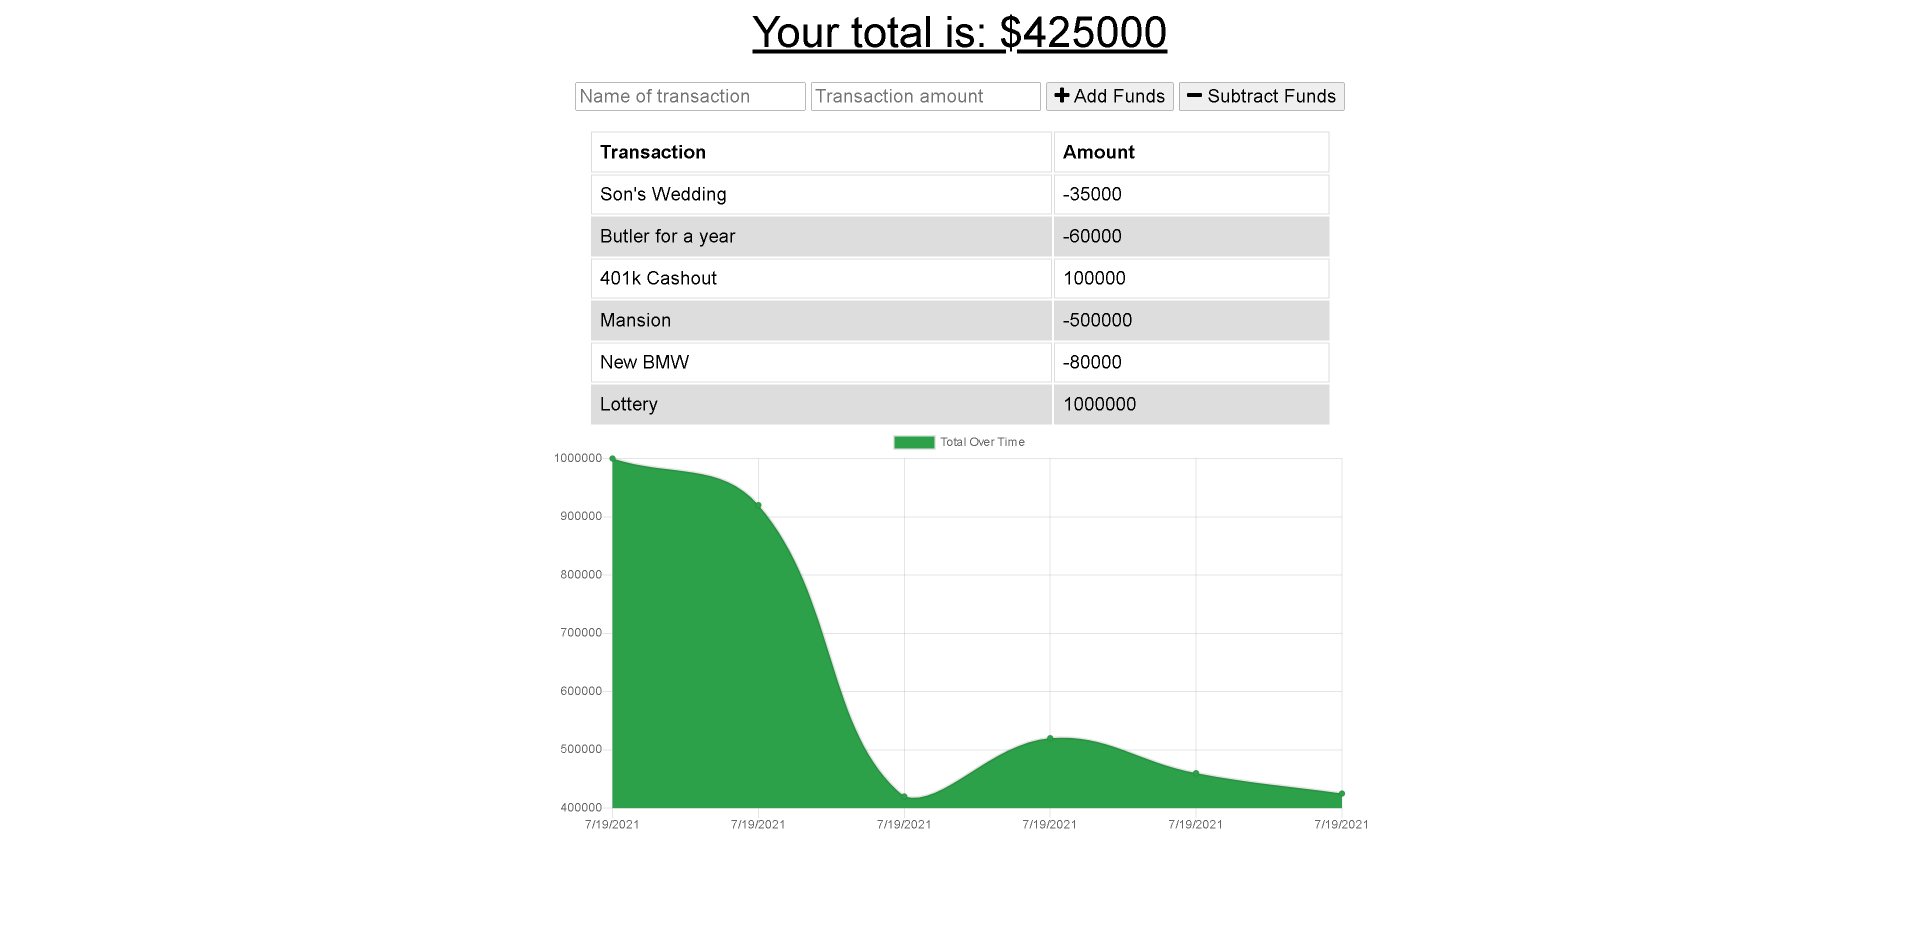 Your total is: $425000
Name of transaction Transaction amount Add Funds Subtract Funds
Transaction Amount
Son's Wedding -35000
Butler for a year -60000
401k Cashout 100000
Mansion -500000
New BMW -80000
Lottery 1000000
Total Over Time
1000000
900000
800000
700000
600000
500000
400000
7/19/2021 7/19/2021 7/19/2021 7/19/2021 7/19/2021 7/19/2021